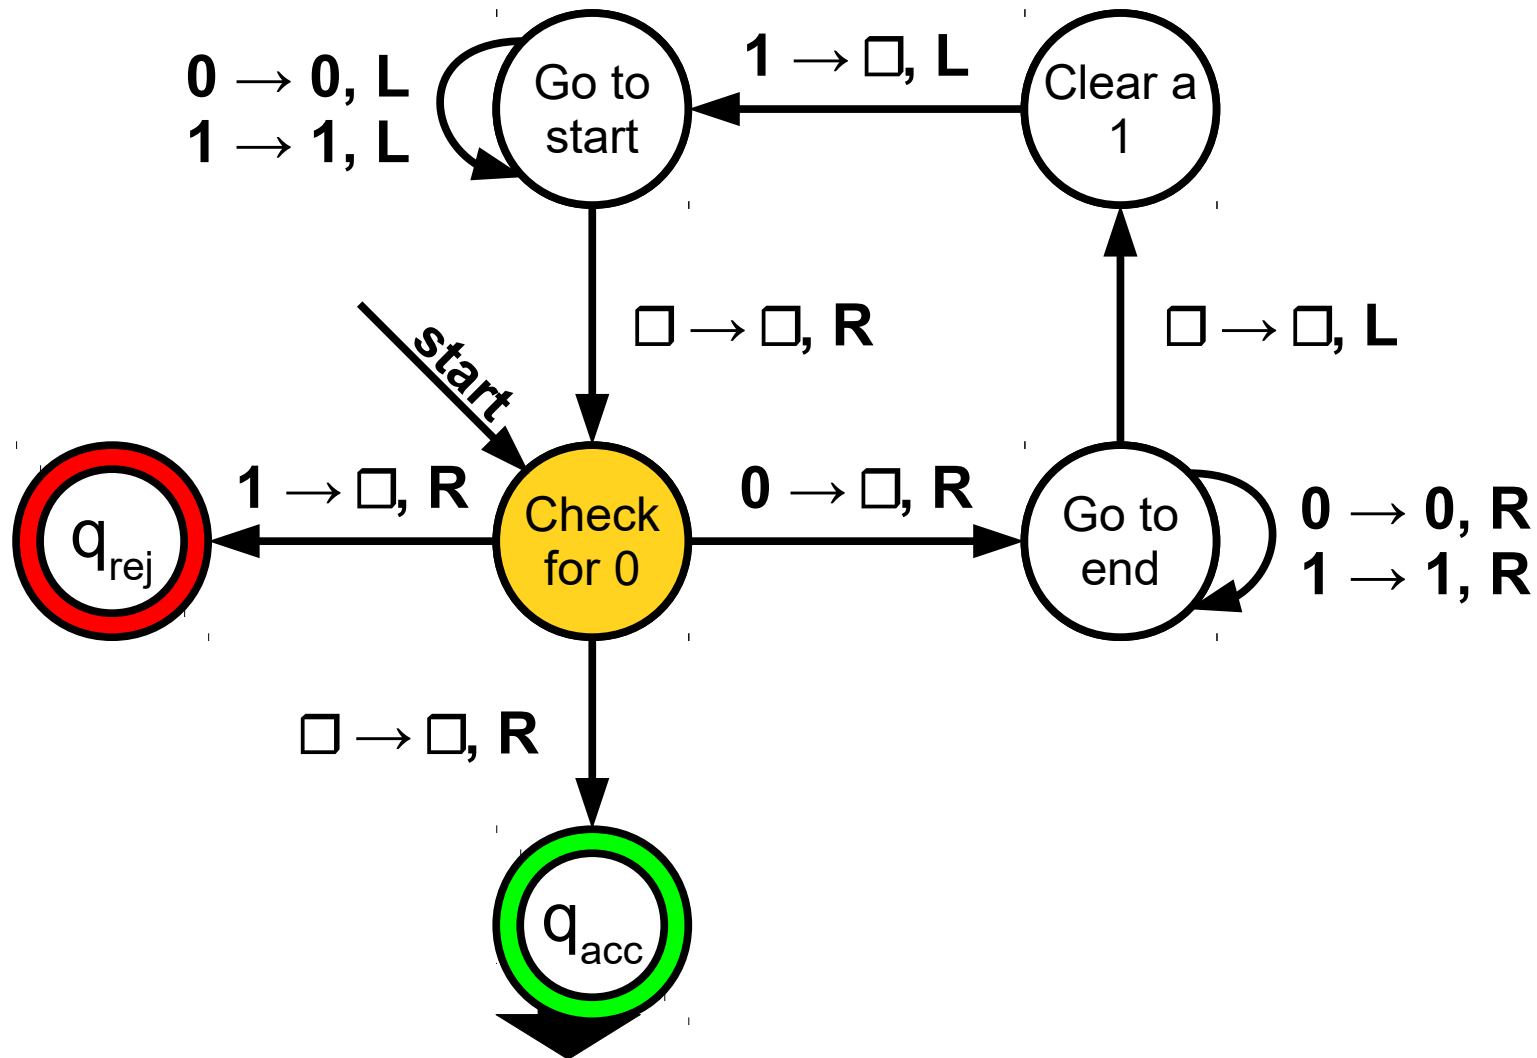 0 → 0, L
1 → 1, L
Go to
start
1 → □, L
Clear a
1
□ → □, R
□ → □, L
start
q_rej
1 → □, R
Check
for 0
0 → □, R
Go to
end
0 → 0, R
1 → 1, R
□ → □, R
q_acc